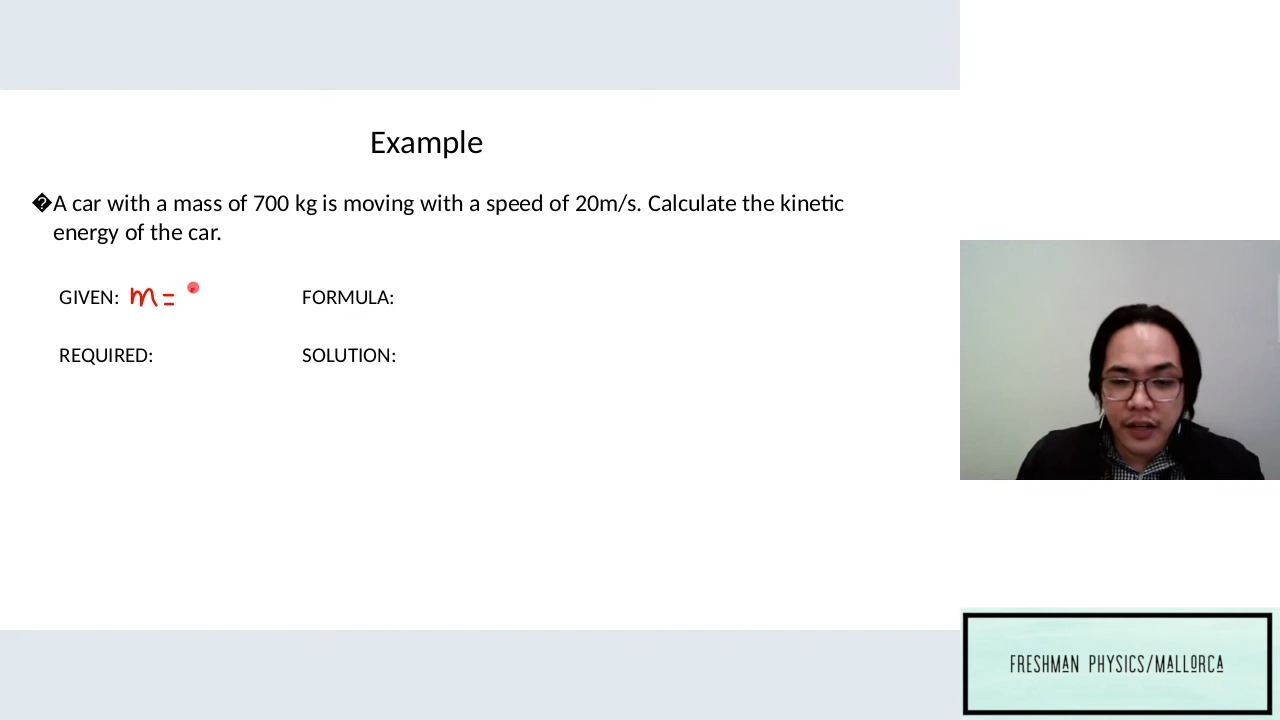 Example
�A car with a mass of 700 kg is moving with a speed of 20m/s. Calculate the kinetic
energy of the car.
GIVEN: m =
FORMULA:
REQUIRED:
SOLUTION:
FRESHMAN PHYSICS/MALLORCA